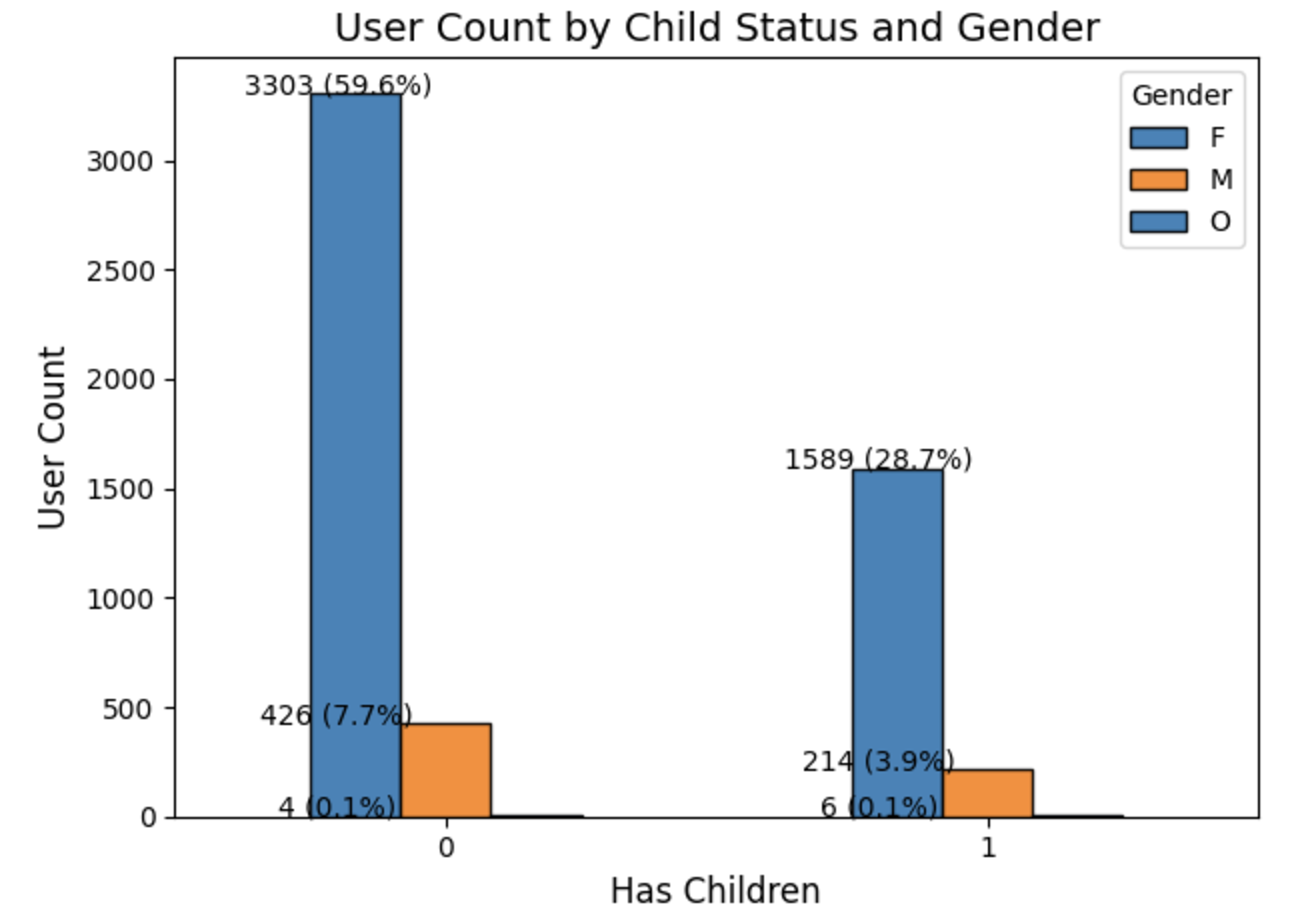 User Count by Child Status and Gender
3303 (59.6%)
Gender
F
M
O
3000
2500
2000
1589 (28.7%)
1500
1000
500
426 (7.7%)
214 (3.9%)
4 (0.1%)
6 (0.1%)
0
User Count
0
1
Has Children